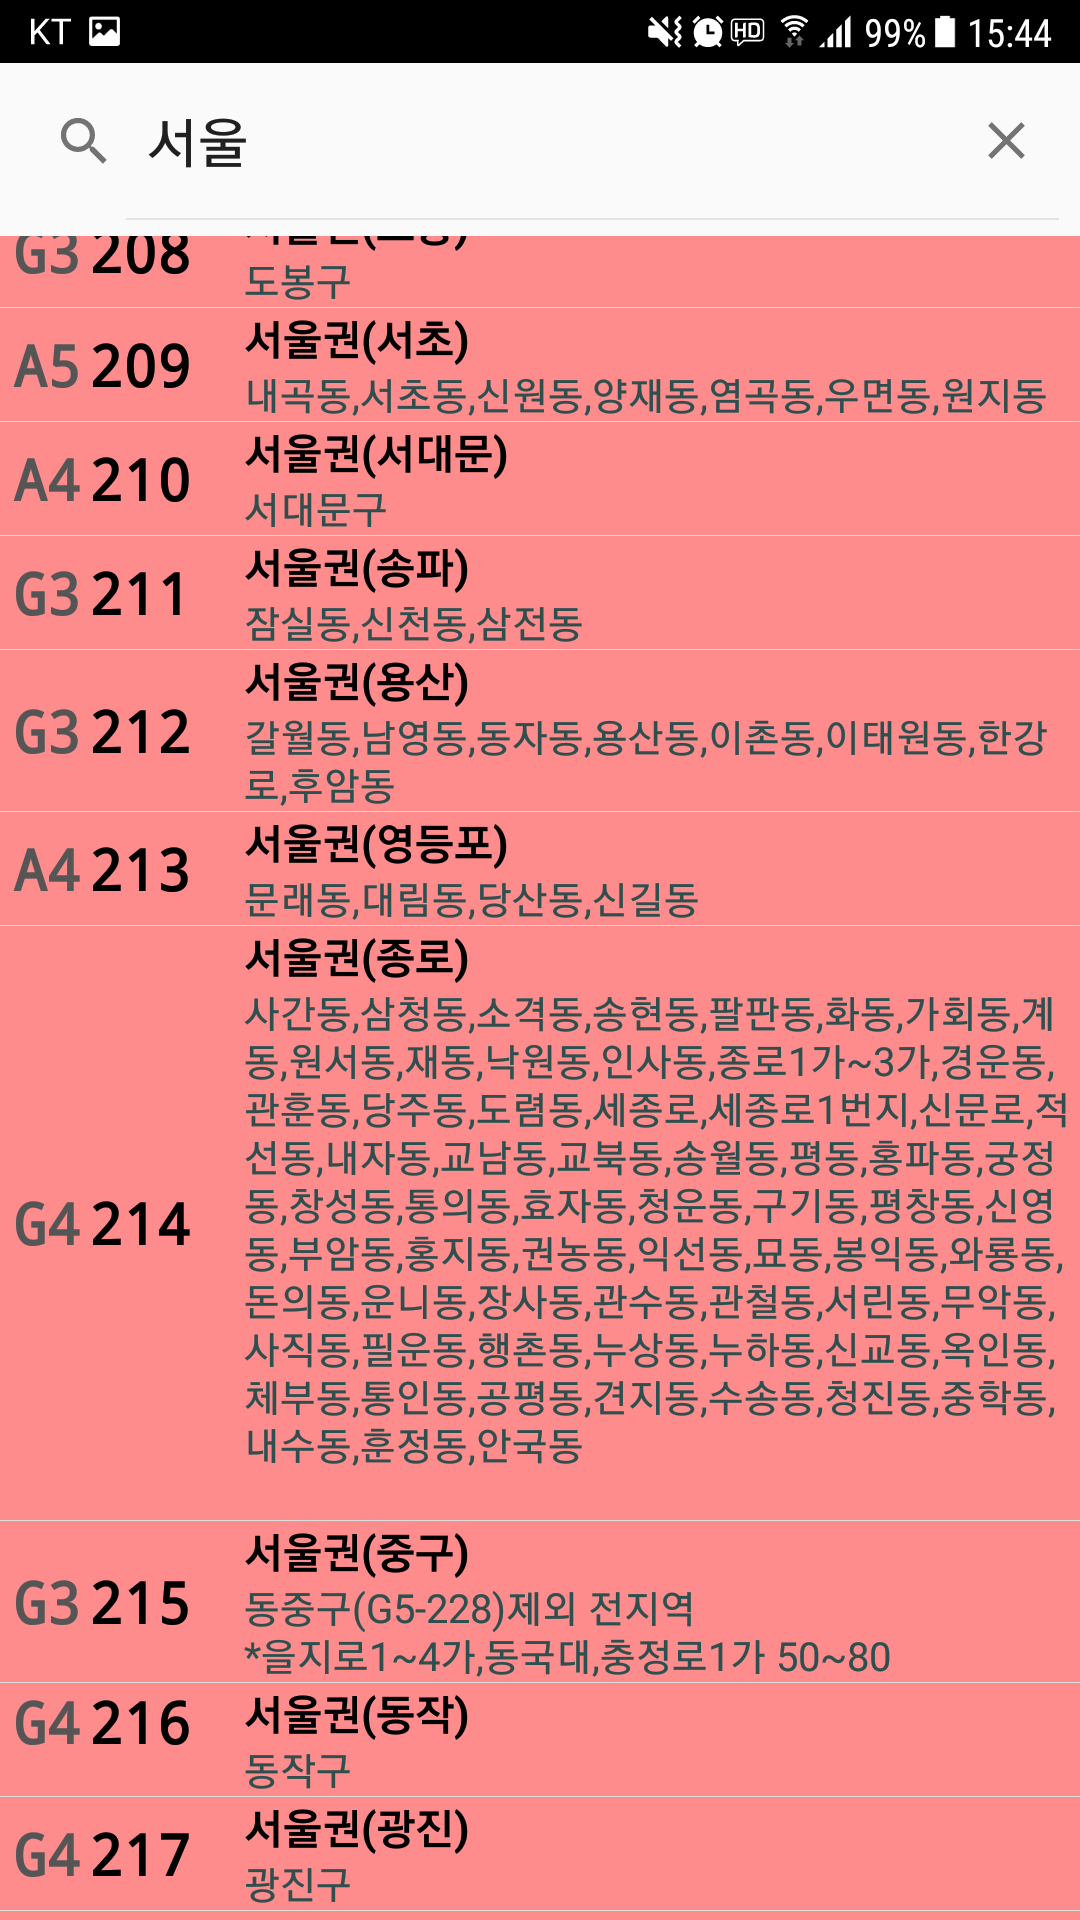 KT HD 99% 15:44
서울
G3 208
도봉구
A5 209 서울권(서초)
내곡동,서초동,신원동,양재동,염곡동,우면동,원지동
A4 210 서울권(서대문)
서대문구
G3 211 서울권(송파)
잠실동,신천동,삼전동
G3 212 서울권(용산)
갈월동,남영동,동자동,용산동,이촌동,이태원동,한강
로,후암동
A4 213 서울권(영등포)
문래동,대림동,당산동,신길동
서울권(종로)
사간동,삼청동,소격동,송현동,팔판동,화동,가회동,계
동,원서동,재동,낙원동,인사동,종로1가~3가,경운동,
관훈동,당주동,도렴동,세종로,세종로1번지,신문로,적
선동,내자동,교남동,교북동,송월동,평동,홍파동,궁정
G4 214 동,창성동,통의동,효자동,청운동,구기동,평창동,신영
동,부암동,홍지동,권농동,익선동,묘동,봉익동,와룡동,
돈의동,운니동,장사동,관수동,관철동,서린동,무악동,
사직동,필운동,행촌동,누상동,누하동,신교동,옥인동,
체부동,통인동,공평동,견지동,수송동,청진동,중학동,
내수동,훈정동,안국동
G3 215 서울권(중구)
동중구(G5-228)제외 전지역
*을지로1~4가,동국대,충정로1가 50~80
G4 216 서울권(동작)
동작구
G4 217 서울권(광진)
광진구